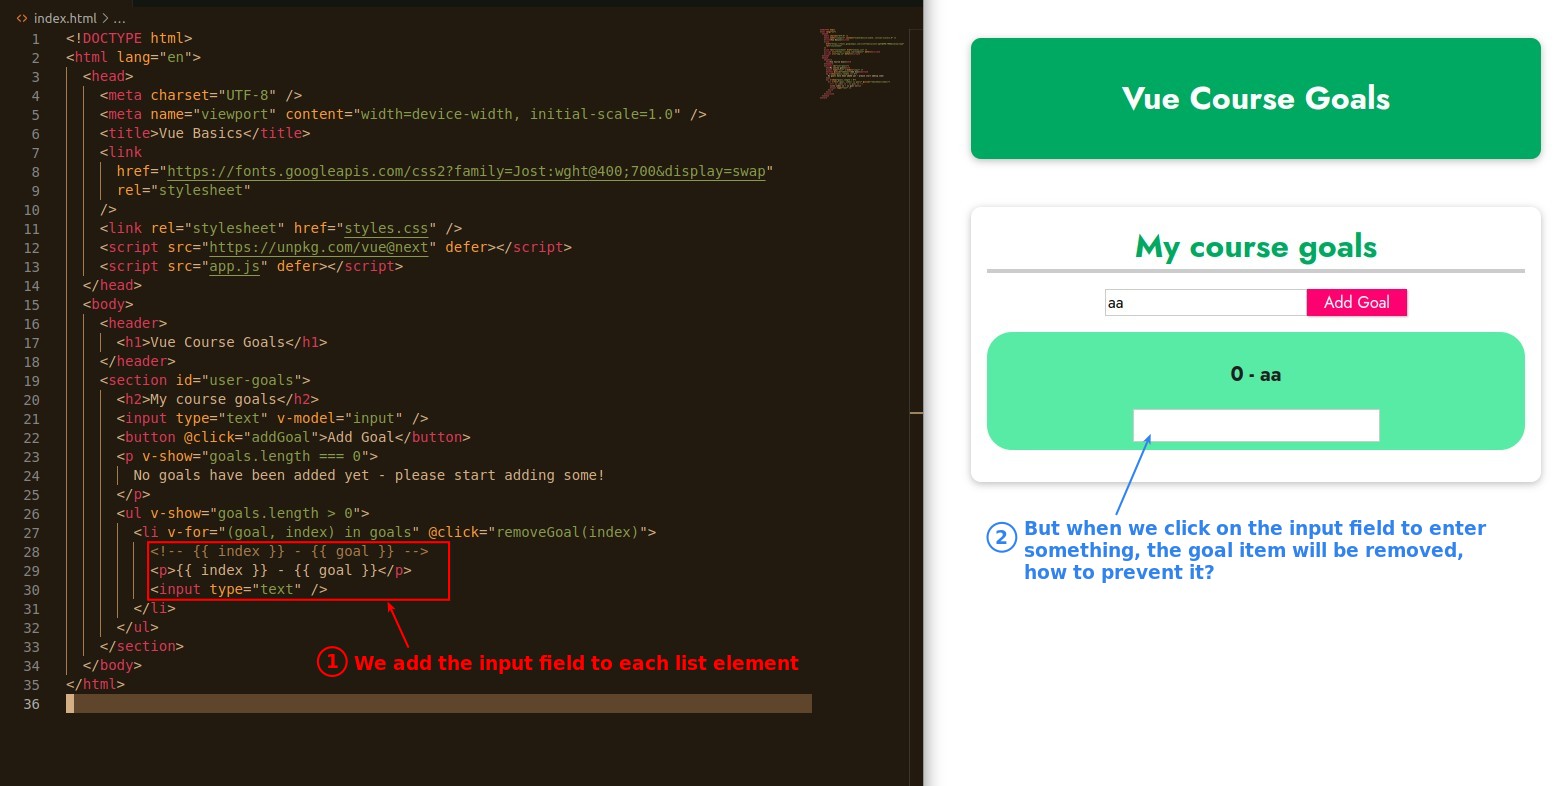 index.html > ...
1 <!DOCTYPE html>
2 <html lang="en">
3 <head>
4 <meta charset="UTF-8" />
5 <meta name="viewport" content="width=device-width, initial-scale=1.0" />
6 <title>Vue Basics</title>
7 <link
8 href="https://fonts.googleapis.com/css2?family=Jost:wght@400;700&display=swap"
9 rel="stylesheet"
10 />
11 <link rel="stylesheet" href="styles.css" />
12 <script src="https://unpkg.com/vue@next" defer></script>
13 <script src="app.js" defer></script>
14 </head>
15 <body>
16 <header>
17 <h1>Vue Course Goals</h1>
18 </header>
19 <section id="user-goals">
20 <h2>My course goals</h2>
21 <input type="text" v-model="input" />
22 <button @click="addGoal">Add Goal</button>
23 <p v-show="goals.length === 0">
24 No goals have been added yet - please start adding some!
25 </p>
26 <ul v-show="goals.length > 0">
27 <li v-for="(goal, index) in goals" @click="removeGoal(index)">
28 <!-- {{ index }} - {{ goal }} -->
29 <p>{{ index }} - {{ goal }}</p>
30 <input type="text" />
31 </li>
32 </ul>
33 </section>
34 </body>
35 </html>
36
1 We add the input field to each list element
Vue Course Goals
My course goals
aa Add Goal
0 - aa
2 But when we click on the input field to enter
something, the goal item will be removed,
how to prevent it?